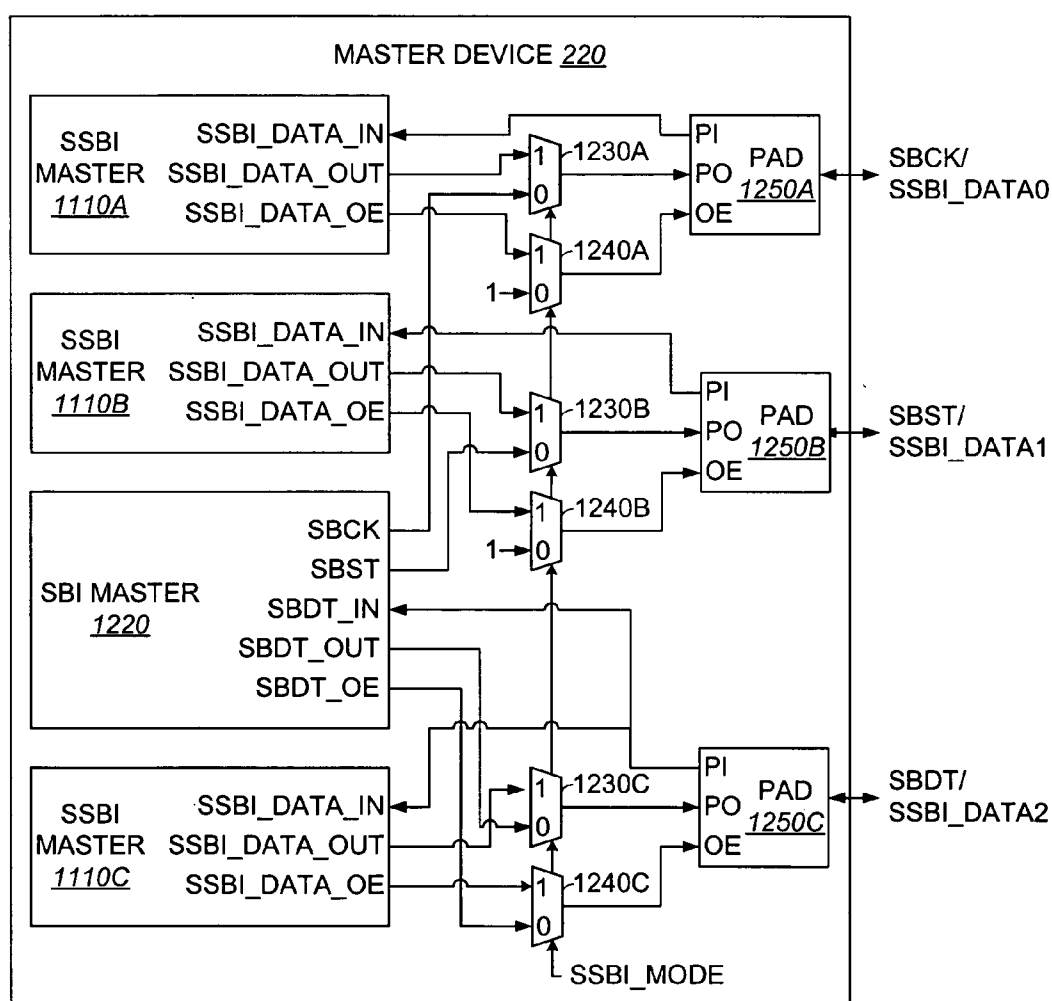 MASTER DEVICE 220
SSBI
MASTER
1110A
SSBI_DATA_IN
SSBI_DATA_OUT
SSBI_DATA_OE
1
0
1230A
1
0
1240A
1
PI
PO
OE
PAD
1250A
SBCK/
SSBI_DATA0
SSBI
MASTER
1110B
SSBI_DATA_IN
SSBI_DATA_OUT
SSBI_DATA_OE
1
0
1230B
1
0
1240B
1
PI
PO
OE
PAD
1250B
SBST/
SSBI_DATA1
SBI MASTER
1220
SBCK
SBST
SBDT_IN
SBDT_OUT
SBDT_OE
SSBI
MASTER
1110C
SSBI_DATA_IN
SSBI_DATA_OUT
SSBI_DATA_OE
1
0
1230C
1
0
1240C
PI
PO
OE
PAD
1250C
SBDT/
SSBI_DATA2
SSBI_MODE